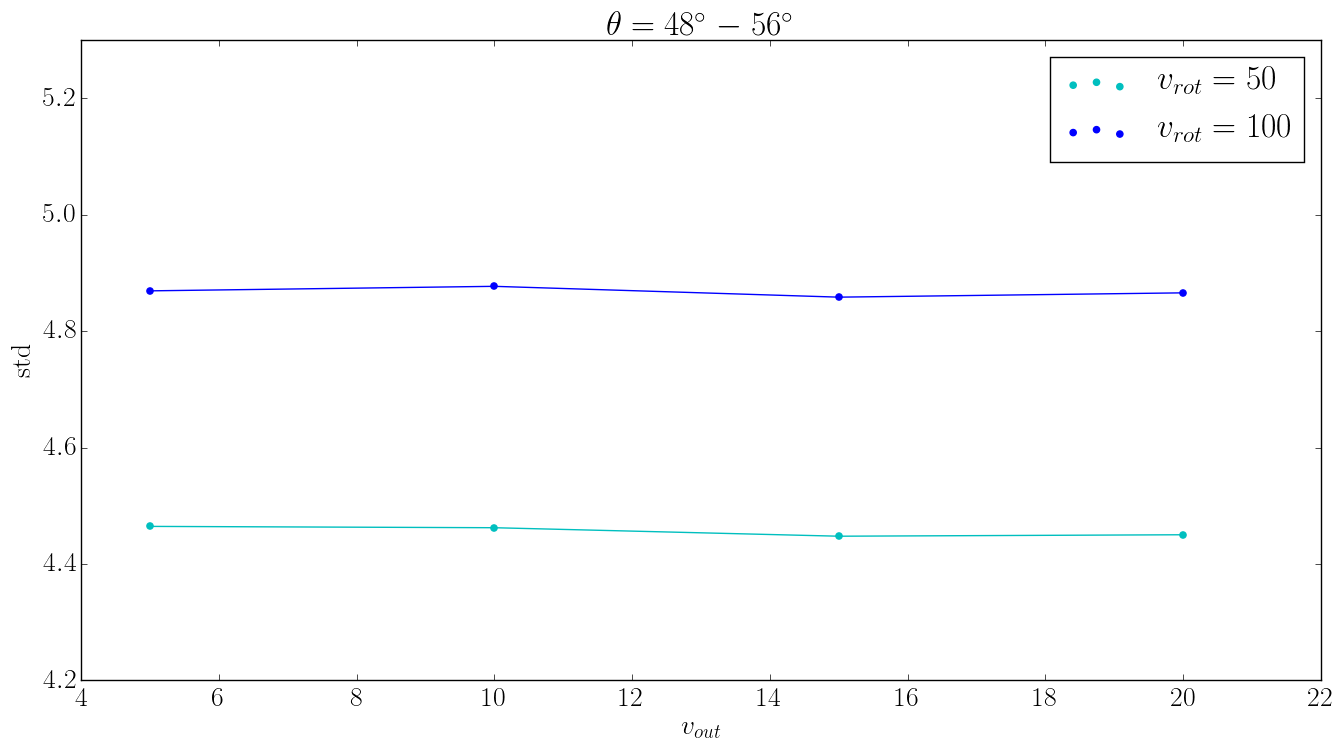 θ = 48° − 56°
v_rot = 50
v_rot = 100
5.2
5.0
4.8
4.6
4.4
4.2
std
4 6 8 10 12 14 16 18 20 22
v_out